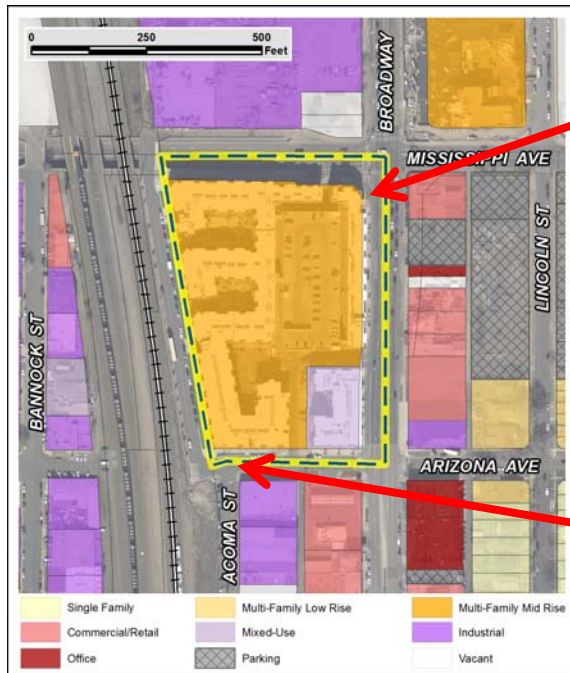 0 250 500
Feet
BROADWAY
MISSISSIPPI AVE
LINCOLN ST
BANNOCK ST
ARIZONA AVE
ACOMA ST
Single Family
Multi-Family Low Rise
Multi-Family Mid Rise
Commercial/Retail
Mixed-Use
Industrial
Office
Parking
Vacant